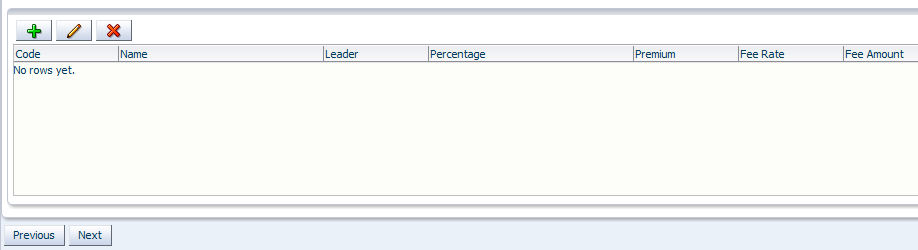 Code Name Leader Percentage Premium Fee Rate Fee Amount
No rows yet.
Previous Next